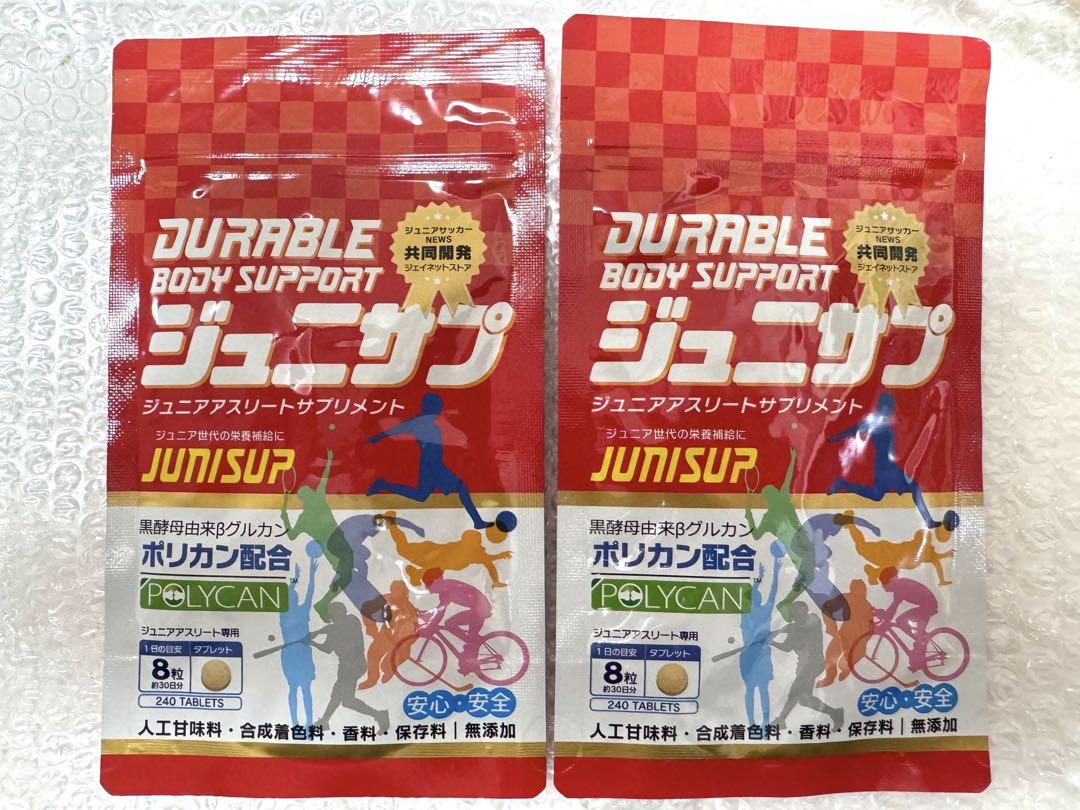 DURABLE
BODY SUPPORT
ジュニアサッカー
NEWS
共同開発
ジェイネットストア
ジュニサプ
ジュニアアスリートサプリメント
ジュニア世代の栄養補給に
JUNISUP
黒酵母由来βグルカン
ポリカン配合
POLYCAN™
ジュニアアスリート専用
1日の目安
タブレット
8粒
約30日分
240 TABLETS
安心・安全
人工甘味料・合成着色料・香料・保存料｜無添加
DURABLE
BODY SUPPORT
ジュニアサッカー
NEWS
共同開発
ジェイネットストア
ジュニサプ
ジュニアアスリートサプリメント
ジュニア世代の栄養補給に
JUNISUP
黒酵母由来βグルカン
ポリカン配合
POLYCAN™
ジュニアアスリート専用
1日の目安
タブレット
8粒
約30日分
240 TABLETS
安心・安全
人工甘味料・合成着色料・香料・保存料｜無添加